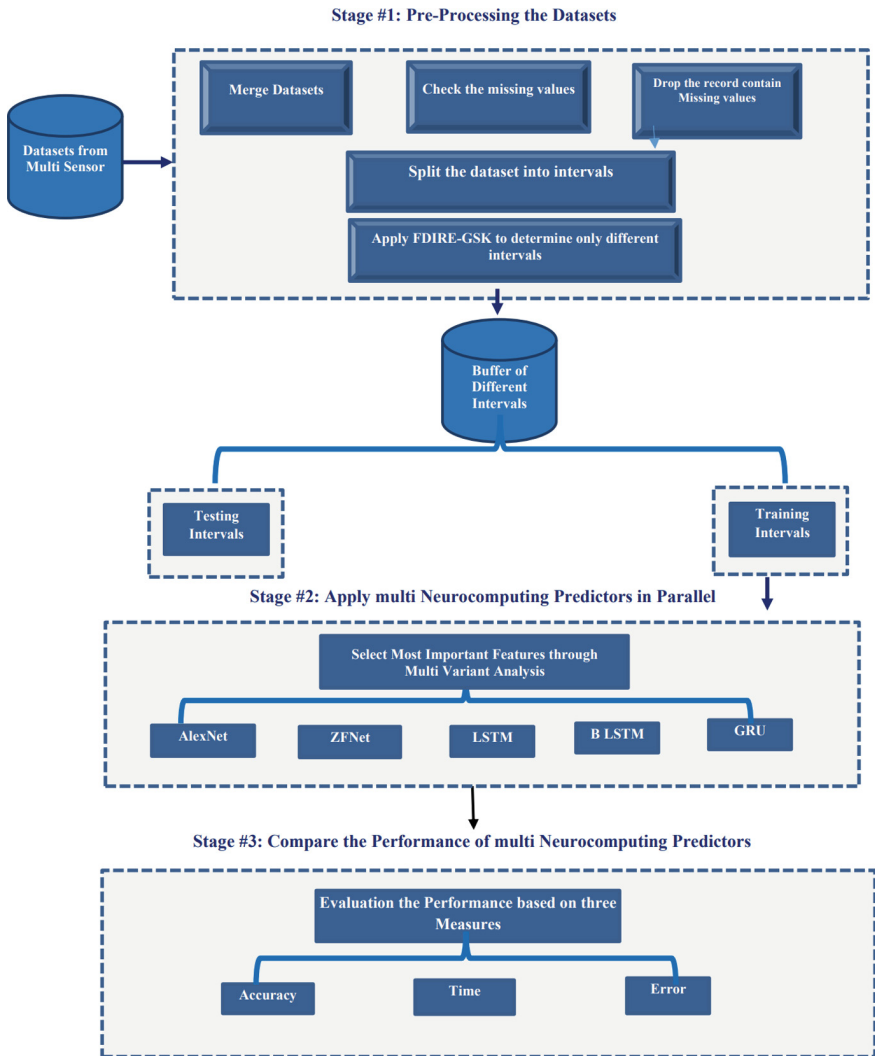 Stage #1: Pre-Processing the Datasets
Merge Datasets
Check the missing values
Drop the record contain
Missing values
Datasets from
Multi Sensor
Split the dataset into intervals
Apply FDIRE-GSK to determine only different
intervals
Buffer of
Different
Intervals
Testing
Intervals
Training
Intervals
Stage #2: Apply multi Neurocomputing Predictors in Parallel
Select Most Important Features through
Multi Variant Analysis
AlexNet
ZFNet
LSTM
B LSTM
GRU
Stage #3: Compare the Performance of multi Neurocomputing Predictors
Evaluation the Performance based on three
Measures
Accuracy
Time
Error